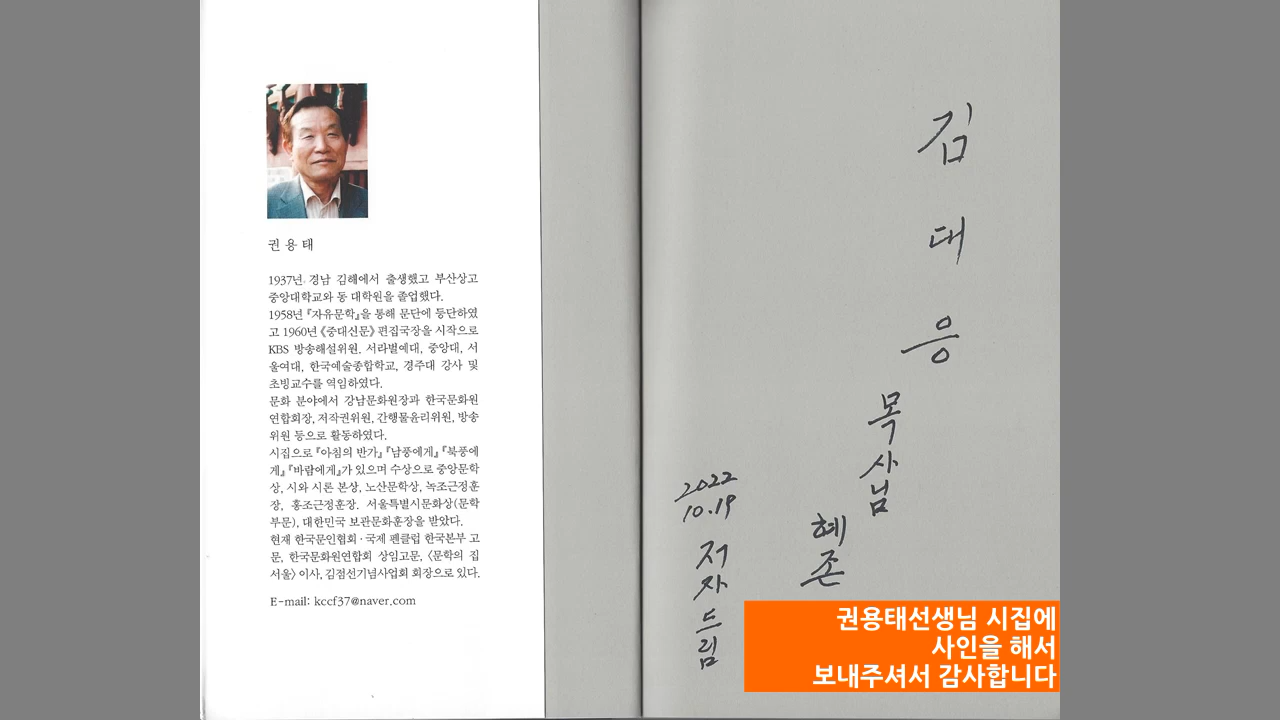 권 용 태
1937년 경남 김해에서 출생했고 부산상고
중앙대학교와 동 대학원을 졸업했다.
1958년 『자유문학』을 통해 문단에 등단하였
고 1960년 《중대신문》 편집국장을 시작으로
KBS 방송해설위원. 서라벌예대, 중앙대, 서
울여대, 한국예술종합학교, 경주대 강사 및
초빙교수를 역임하였다.
문화 분야에서 강남문화원장과 한국문화원
연합회장, 저작권위원, 간행물윤리위원, 방송
위원 등으로 활동하였다.
시집으로 『아침의 반가』 『남풍에게』 『북풍에
게』 『바람에게』가 있으며 수상으로 중앙문학
상, 시와 시론 본상, 노산문학상, 녹조근정훈
장, 홍조근정훈장. 서울특별시문화상(문학
부문), 대한민국 보관문화훈장을 받았다.
현재 한국문인협회·국제 펜클럽 한국본부 고
문, 한국문화원연합회 상임고문, 〈문학의 집
서울〉 이사, 김점선기념사업회 회장으로 있다.
E-mail: kccf37@naver.com
김대응
목사님
혜존
2022
10.19
저자 드림
권용태선생님 시집에
사인을 해서
보내주셔서 감사합니다